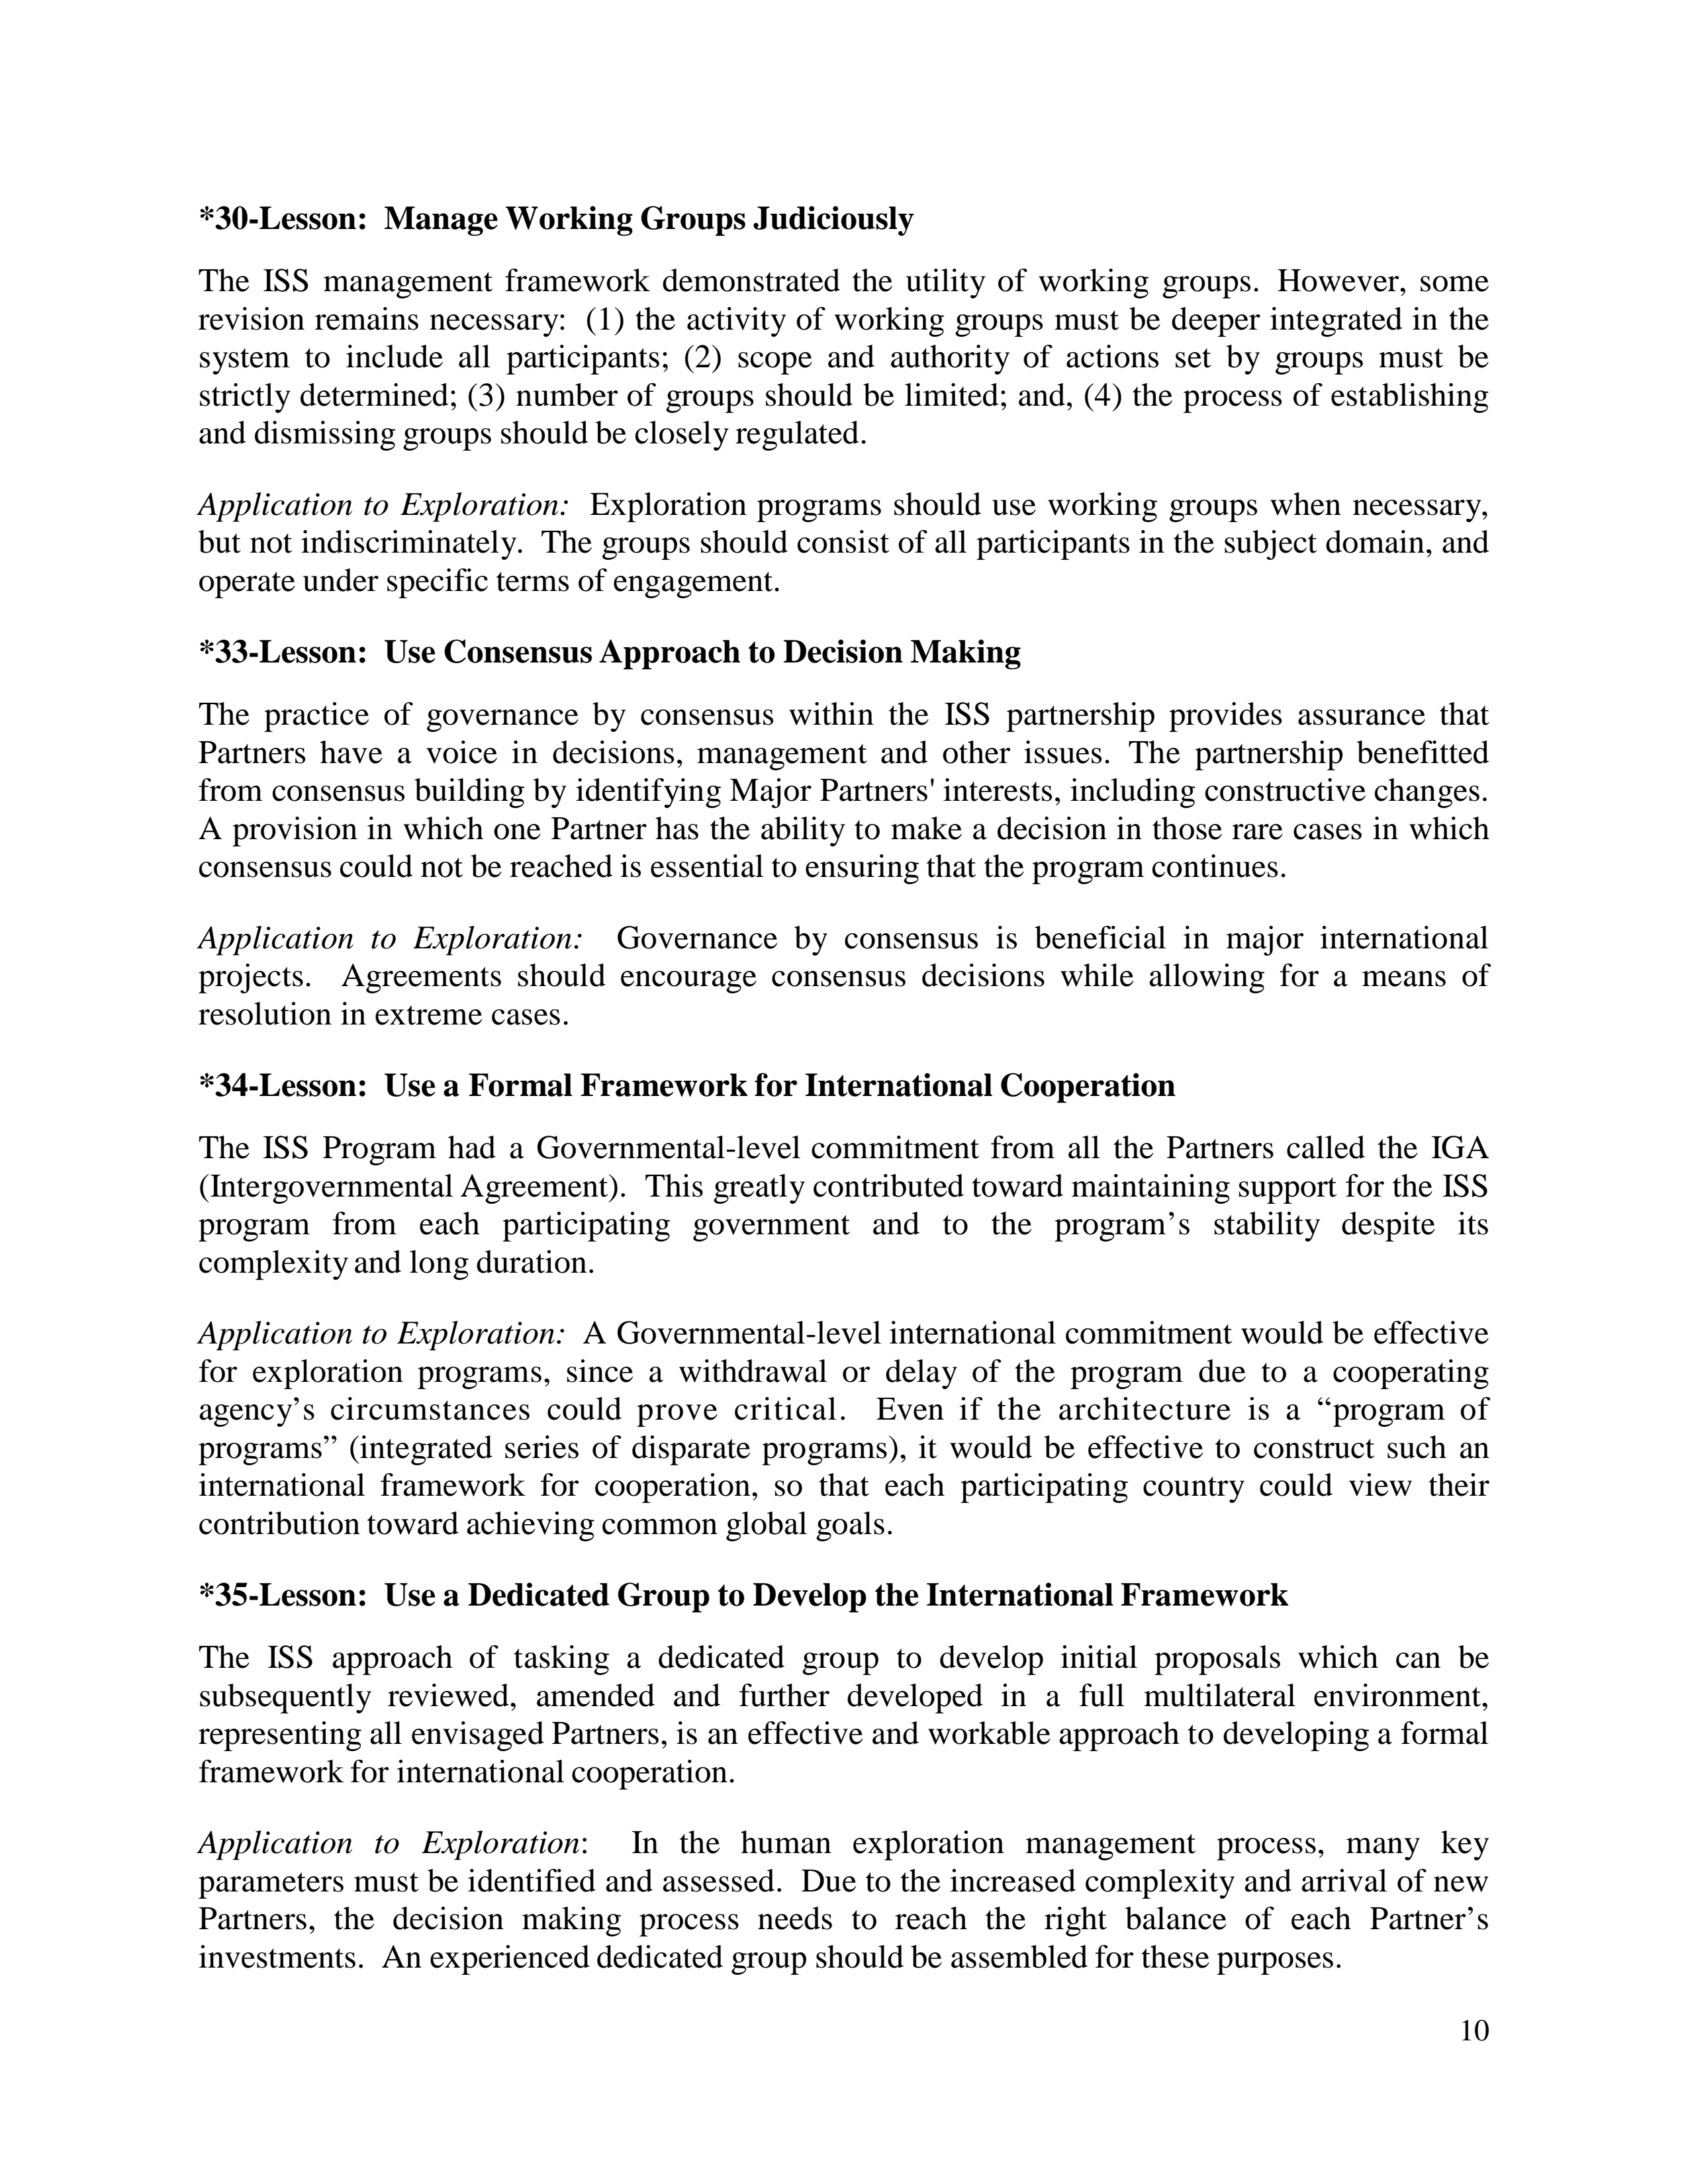 *30-Lesson: Manage Working Groups Judiciously
The ISS management framework demonstrated the utility of working groups. However, some
revision remains necessary: (1) the activity of working groups must be deeper integrated in the
system to include all participants; (2) scope and authority of actions set by groups must be
strictly determined; (3) number of groups should be limited; and, (4) the process of establishing
and dismissing groups should be closely regulated.
Application to Exploration: Exploration programs should use working groups when necessary,
but not indiscriminately. The groups should consist of all participants in the subject domain, and
operate under specific terms of engagement.
*33-Lesson: Use Consensus Approach to Decision Making
The practice of governance by consensus within the ISS partnership provides assurance that
Partners have a voice in decisions, management and other issues. The partnership benefitted
from consensus building by identifying Major Partners' interests, including constructive changes.
A provision in which one Partner has the ability to make a decision in those rare cases in which
consensus could not be reached is essential to ensuring that the program continues.
Application to Exploration: Governance by consensus is beneficial in major international
projects. Agreements should encourage consensus decisions while allowing for a means of
resolution in extreme cases.
*34-Lesson: Use a Formal Framework for International Cooperation
The ISS Program had a Governmental-level commitment from all the Partners called the IGA
(Intergovernmental Agreement). This greatly contributed toward maintaining support for the ISS
program from each participating government and to the program’s stability despite its
complexity and long duration.
Application to Exploration: A Governmental-level international commitment would be effective
for exploration programs, since a withdrawal or delay of the program due to a cooperating
agency’s circumstances could prove critical. Even if the architecture is a “program of
programs” (integrated series of disparate programs), it would be effective to construct such an
international framework for cooperation, so that each participating country could view their
contribution toward achieving common global goals.
*35-Lesson: Use a Dedicated Group to Develop the International Framework
The ISS approach of tasking a dedicated group to develop initial proposals which can be
subsequently reviewed, amended and further developed in a full multilateral environment,
representing all envisaged Partners, is an effective and workable approach to developing a formal
framework for international cooperation.
Application to Exploration: In the human exploration management process, many key
parameters must be identified and assessed. Due to the increased complexity and arrival of new
Partners, the decision making process needs to reach the right balance of each Partner’s
investments. An experienced dedicated group should be assembled for these purposes.
10